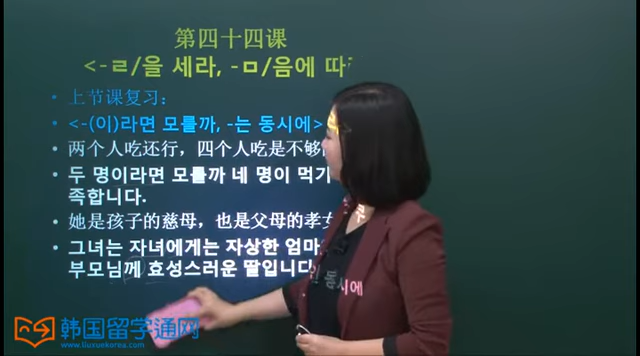 第四十四课
<-ㄹ/을 세라, -ㅁ/음에 따
上节课复习：
<-(이)라면 모를까, -는 동시에>
两个人吃还行，四个人吃是不够
두 명이라면 모를까 네 명이 먹기
족합니다.
她是孩子的慈母，也是父母的孝女
그녀는 자녀에게는 자상한 엄마
부모님께 효성스러운 딸입니다.
시에
韩国留学通网
www.liuxuekorea.com